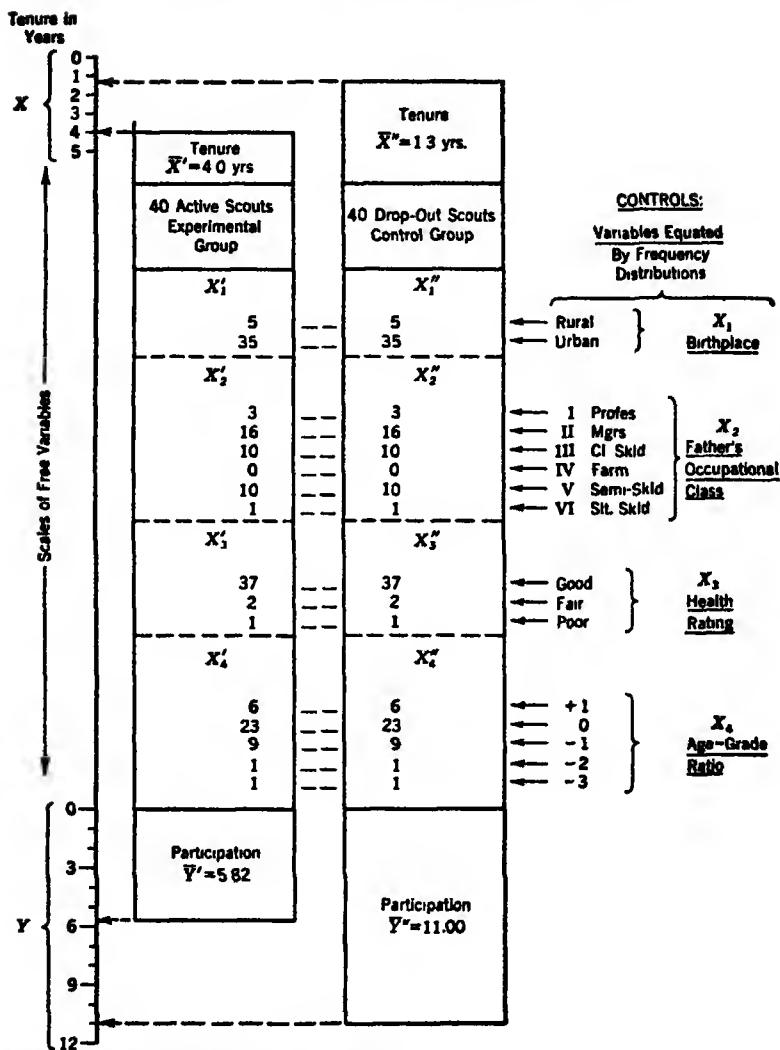 Tenure in
Years
X
0
1
2
3
4
5
Tenure
X̄′=4 0 yrs
Tenure
X̄″=1 3 yrs.
40 Active Scouts
Experimental
Group
40 Drop-Out Scouts
Control Group
CONTROLS:
Variables Equated
By Frequency
Distributions
Scales of Free Variables
X′₁ X″₁
5 5 Rural
35 35 Urban
X₁
Birthplace
X′₂ X″₂
3 3 I Profes
16 16 II Mgrs
10 10 III Cl Skld
0 0 IV Farm
10 10 V Semi-Skld
1 1 VI Slt. Skld
X₂
Father's
Occupational
Class
X′₃ X″₃
37 37 Good
2 2 Fair
1 1 Poor
X₃
Health
Rating
X′₄ X″₄
6 6 +1
23 23 0
9 9 −1
1 1 −2
1 1 −3
X₄
Age-Grade
Ratio
Y
0
3
6
9
12
Participation
Ȳ′=5 82
Participation
Ȳ″=11.00